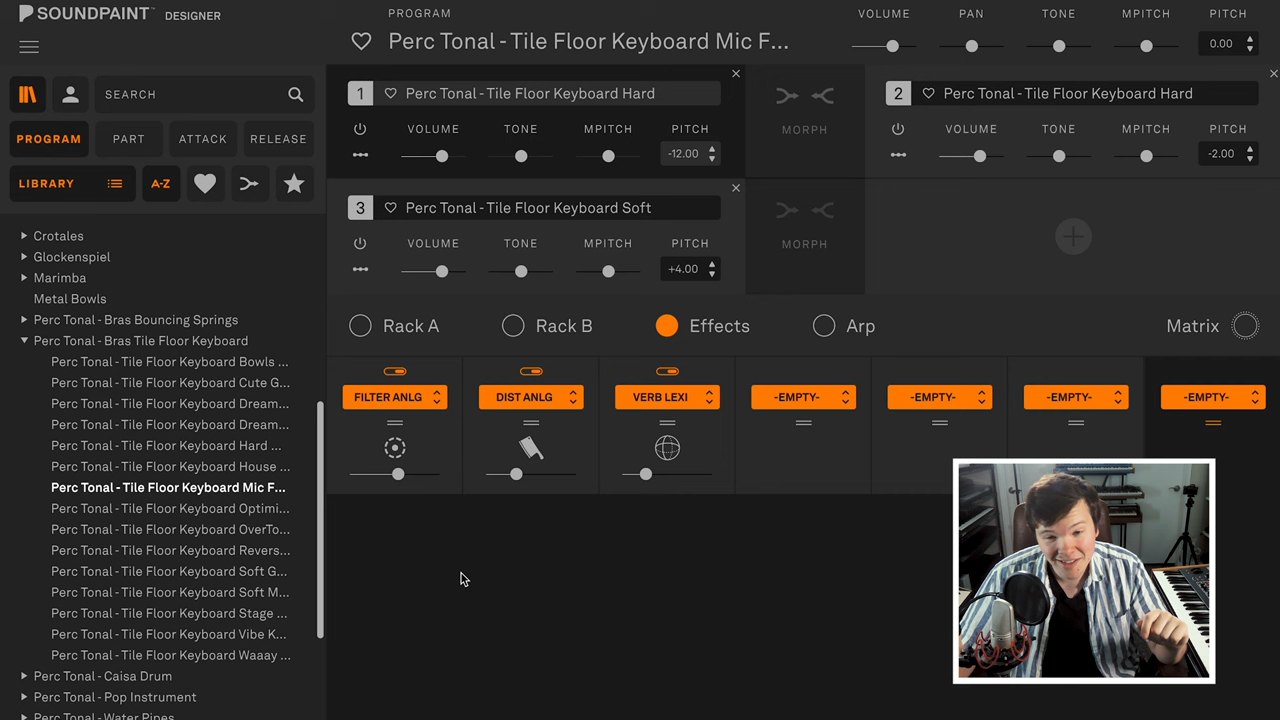 SOUNDPAINT™ DESIGNER
PROGRAM
Perc Tonal - Tile Floor Keyboard Mic F...
VOLUME PAN TONE MPITCH PITCH
0.00
SEARCH
PROGRAM PART ATTACK RELEASE
LIBRARY A-Z
Crotales
Glockenspiel
Marimba
Metal Bowls
Perc Tonal - Bras Bouncing Springs
Perc Tonal - Bras Tile Floor Keyboard
Perc Tonal - Tile Floor Keyboard Bowls ...
Perc Tonal - Tile Floor Keyboard Cute G...
Perc Tonal - Tile Floor Keyboard Dream...
Perc Tonal - Tile Floor Keyboard Dream...
Perc Tonal - Tile Floor Keyboard Hard ...
Perc Tonal - Tile Floor Keyboard House ...
Perc Tonal - Tile Floor Keyboard Mic F...
Perc Tonal - Tile Floor Keyboard Optimi...
Perc Tonal - Tile Floor Keyboard OverTo...
Perc Tonal - Tile Floor Keyboard Revers...
Perc Tonal - Tile Floor Keyboard Soft G...
Perc Tonal - Tile Floor Keyboard Soft M...
Perc Tonal - Tile Floor Keyboard Stage ...
Perc Tonal - Tile Floor Keyboard Vibe K...
Perc Tonal - Tile Floor Keyboard Waaay ...
Perc Tonal - Caisa Drum
Perc Tonal - Pop Instrument
Perc Tonal - Water Pipes
1 Perc Tonal - Tile Floor Keyboard Hard
VOLUME TONE MPITCH PITCH
-12.00
MORPH
2 Perc Tonal - Tile Floor Keyboard Hard
VOLUME TONE MPITCH PITCH
-2.00
3 Perc Tonal - Tile Floor Keyboard Soft
VOLUME TONE MPITCH PITCH
+4.00
MORPH
Rack A Rack B Effects Arp Matrix
FILTER ANLG DIST ANLG VERB LEXI -EMPTY- -EMPTY- -EMPTY- -EMPTY-